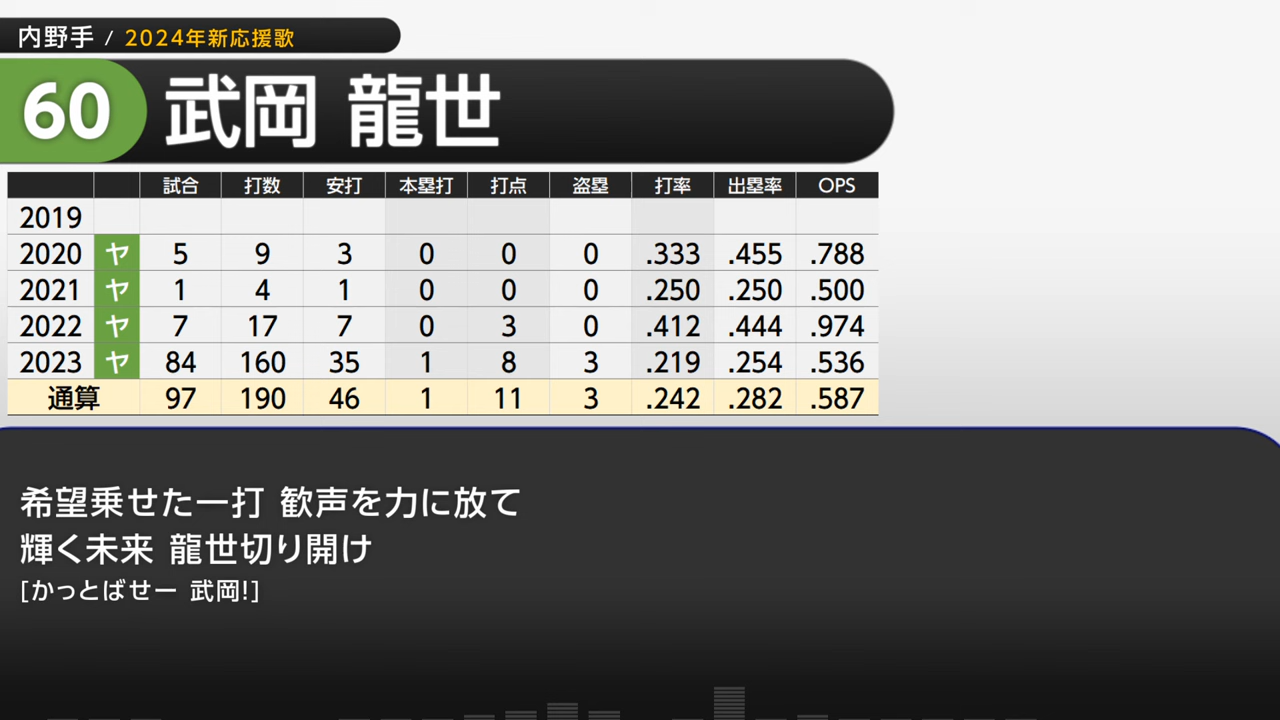 内野手 / 2024年新応援歌
60 武岡 龍世
試合 打数 安打 本塁打 打点 盗塁 打率 出塁率 OPS
2019
2020 ヤ 5 9 3 0 0 0 .333 .455 .788
2021 ヤ 1 4 1 0 0 0 .250 .250 .500
2022 ヤ 7 17 7 0 3 0 .412 .444 .974
2023 ヤ 84 160 35 1 8 3 .219 .254 .536
通算 97 190 46 1 11 3 .242 .282 .587
希望乗せた一打 歓声を力に放て
輝く未来 龍世切り開け
[かっとばせー 武岡!]